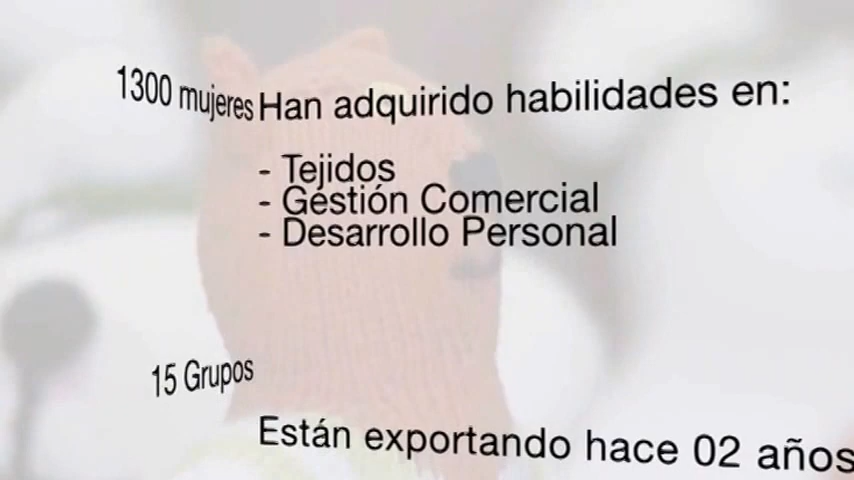 1300 mujeres Han adquirido habilidades en:
- Tejidos
- Gestión Comercial
- Desarrollo Personal
15 Grupos
Están exportando hace 02 años